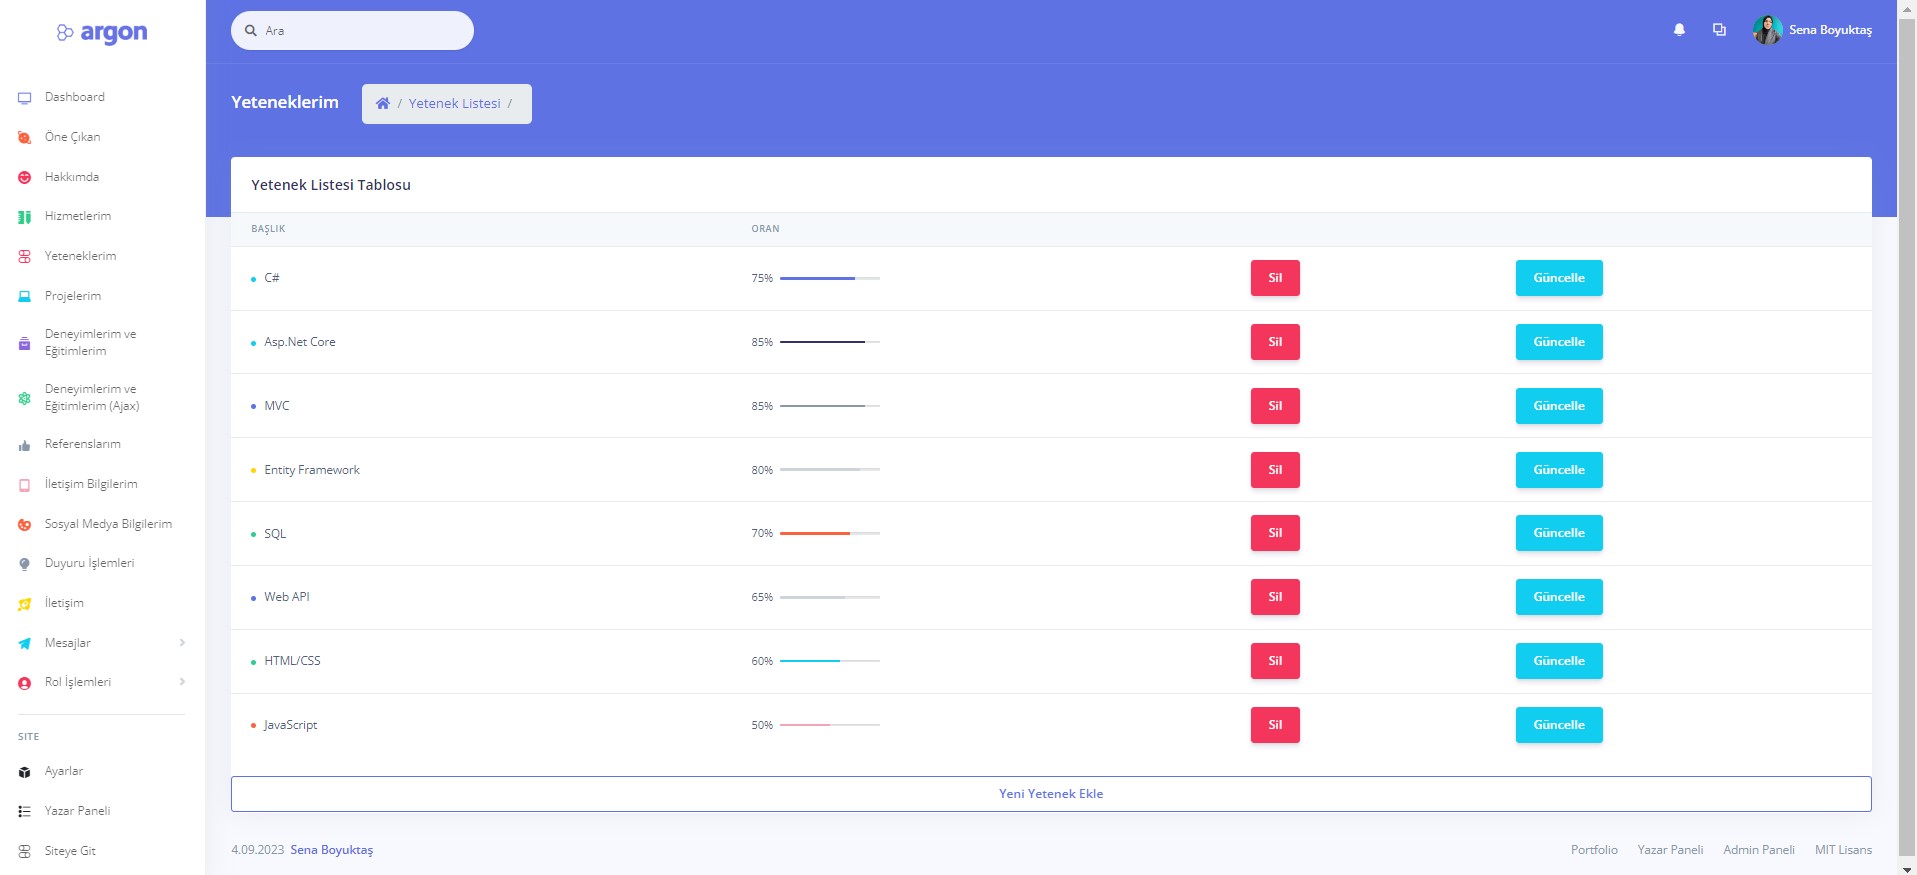 argon
Ara
Sena Boyuktaş
Dashboard
Öne Çıkan
Hakkımda
Hizmetlerim
Yeteneklerim
Projelerim
Deneyimlerim ve
Eğitimlerim
Deneyimlerim ve
Eğitimlerim (Ajax)
Referenslarım
İletişim Bilgilerim
Sosyal Medya Bilgilerim
Duyuru İşlemleri
İletişim
Mesajlar
Rol İşlemleri
SITE
Ayarlar
Yazar Paneli
Siteye Git
Yeteneklerim
/ Yetenek Listesi /
Yetenek Listesi Tablosu
BAŞLIK ORAN
C# 75% Sil Güncelle
Asp.Net Core 85% Sil Güncelle
MVC 85% Sil Güncelle
Entity Framework 80% Sil Güncelle
SQL 70% Sil Güncelle
Web API 65% Sil Güncelle
HTML/CSS 60% Sil Güncelle
JavaScript 50% Sil Güncelle
Yeni Yetenek Ekle
4.09.2023 Sena Boyuktaş
Portfolio Yazar Paneli Admin Paneli MIT Lisans